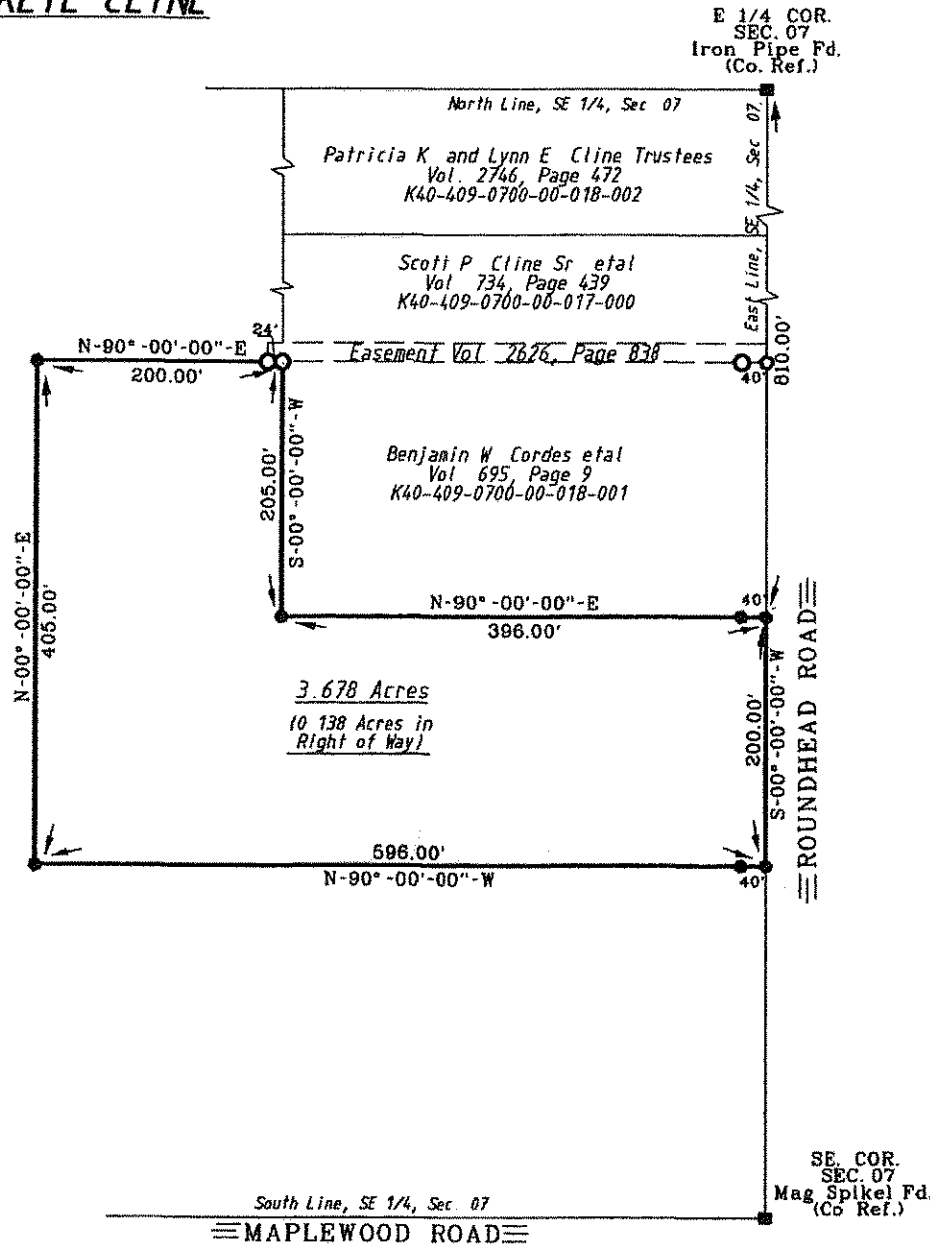 CLINE
E 1/4 COR.
SEC. 07
Iron Pipe Fd.
(Co. Ref.)
North Line, SE 1/4, Sec 07
East Line, SE 1/4, Sec 07
Patricia K and Lynn E Cline Trustees
Vol. 2746, Page 472
K40-409-0700-00-018-002
Scott P Cline Sr etal
Vol 734, Page 439
K40-409-0700-00-017-000
24'
N-90°-00'-00"-E
200.00'
Easement Vol 2626, Page 838
40'
810.00'
Benjamin W Cordes etal
Vol 695, Page 9
K40-409-0700-00-018-001
205.00'
S-00°-00'-00"-W
N-00°-00'-00"-E
405.00'
N-90°-00'-00"-E
396.00'
40'
3.678 Acres
(0 138 Acres in
Right of Way)
200.00'
S-00°-00'-00"-W
ROUNDHEAD ROAD
596.00'
N-90°-00'-00"-W
40'
SE. COR.
SEC. 07
Mag Spikel Fd.
(Co Ref.)
South Line, SE 1/4, Sec 07
MAPLEWOOD ROAD